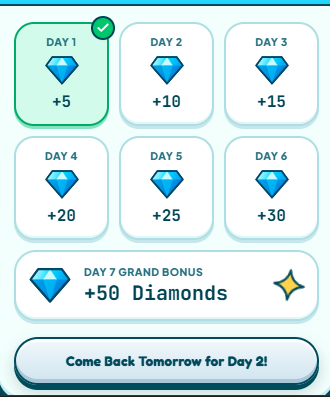 DAY 1
+5
DAY 2
+10
DAY 3
+15
DAY 4
+20
DAY 5
+25
DAY 6
+30
DAY 7 GRAND BONUS
+50 Diamonds
Come Back Tomorrow for Day 2!